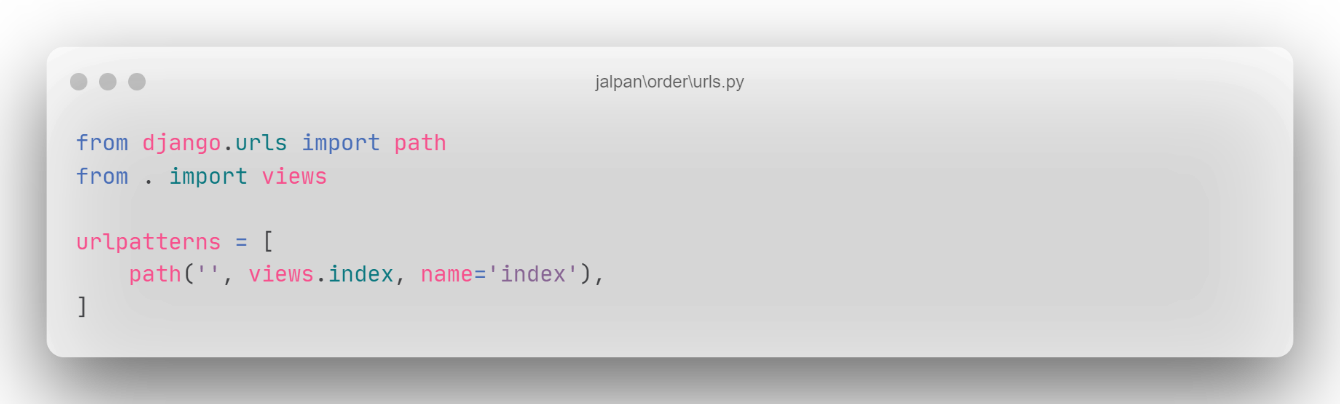 jalpan\order\urls.py
from django.urls import path
from . import views
urlpatterns = [
    path('', views.index, name='index'),
]